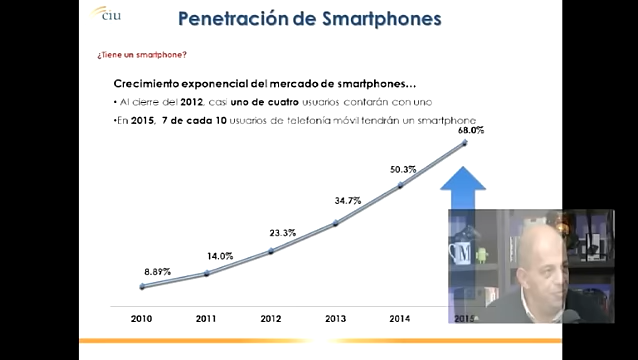 ciu
Penetración de Smartphones
¿Tiene un smartphone?
Crecimiento exponencial del mercado de smartphones...
• Al cierre del 2012, casi uno de cuatro usuarios contarán con uno
•En 2015, 7 de cada 10 usuarios de telefonía móvil tendrán un smartphone
68.0%
50.3%
34.7%
23.3%
14.0%
8.89%
2010 2011 2012 2013 2014 2015
M